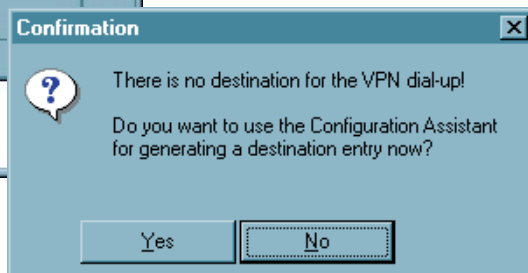 Confirmation
There is no destination for the VPN dial-up!
Do you want to use the Configuration Assistant
for generating a destination entry now?
Yes
No